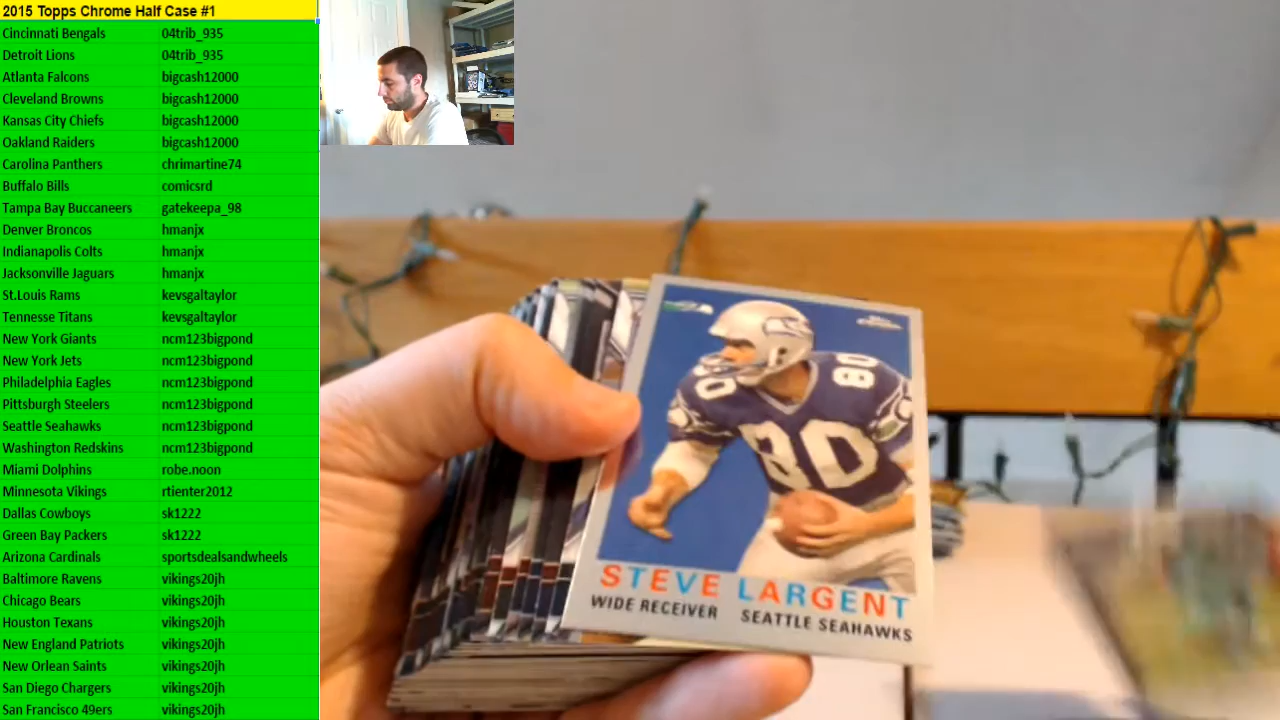 2015 Topps Chrome Half Case #1
Cincinnati Bengals 04trib_935
Detroit Lions 04trib_935
Atlanta Falcons bigcash12000
Cleveland Browns bigcash12000
Kansas City Chiefs bigcash12000
Oakland Raiders bigcash12000
Carolina Panthers chrimartine74
Buffalo Bills comicsrd
Tampa Bay Buccaneers gatekeepa_98
Denver Broncos hmanjx
Indianapolis Colts hmanjx
Jacksonville Jaguars hmanjx
St.Louis Rams kevsgaltaylor
Tennesse Titans kevsgaltaylor
New York Giants ncm123bigpond
New York Jets ncm123bigpond
Philadelphia Eagles ncm123bigpond
Pittsburgh Steelers ncm123bigpond
Seattle Seahawks ncm123bigpond
Washington Redskins ncm123bigpond
Miami Dolphins robe.noon
Minnesota Vikings rtienter2012
Dallas Cowboys sk1222
Green Bay Packers sk1222
Arizona Cardinals sportsdealsandwheels
Baltimore Ravens vikings20jh
Chicago Bears vikings20jh
Houston Texans vikings20jh
New England Patriots vikings20jh
New Orlean Saints vikings20jh
San Diego Chargers vikings20jh
San Francisco 49ers vikings20jh
80 80
80
STEVE LARGENT
WIDE RECEIVER SEATTLE SEAHAWKS